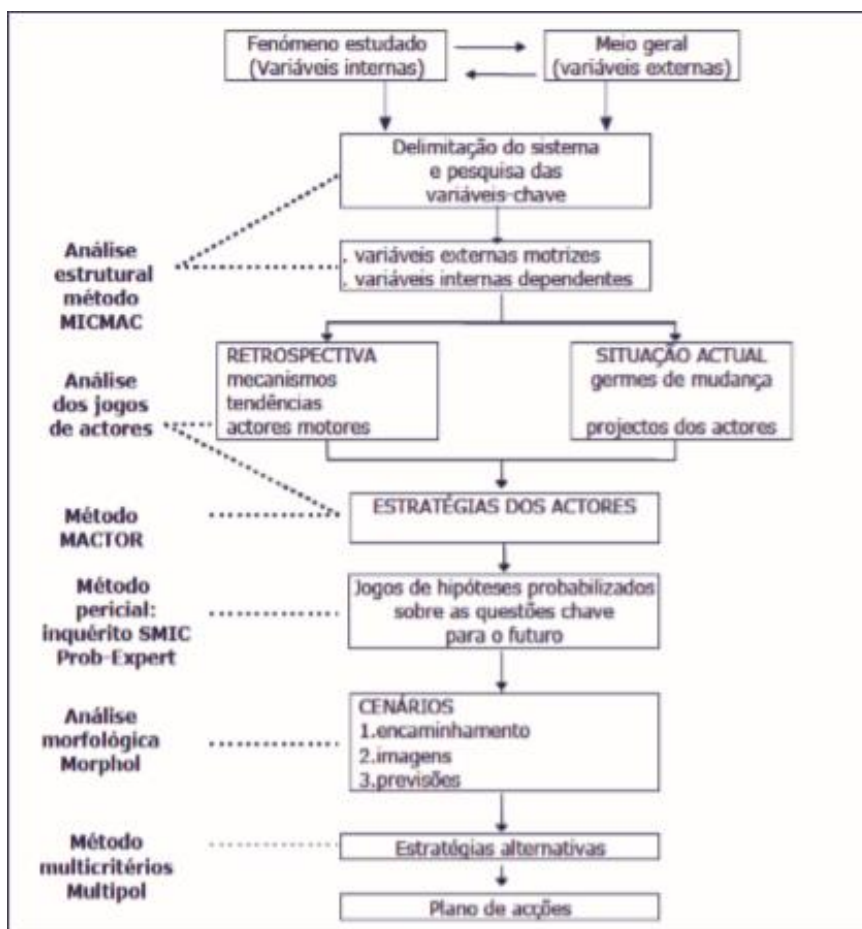 Fenómeno estudado
(Variáveis internas)
Meio geral
(variáveis externas)
Delimitação do sistema
e pesquisa das
variáveis-chave
Análise
estrutural
método
MICMAC
. variáveis externas motrizes
. variáveis internas dependentes
RETROSPECTIVA
mecanismos
tendências
actores motores
SITUAÇÃO ACTUAL
germes de mudança
projectos dos actores
Análise
dos jogos
de actores
ESTRATÉGIAS DOS ACTORES
Método
MACTOR
Método
pericial:
inquérito SMIC
Prob-Expert
Jogos de hipóteses probabilizados
sobre as questões chave
para o futuro
Análise
morfológica
Morphol
CENÁRIOS
1.encaminhamento
2.imagens
3.previsões
Método
multicritérios
Multipol
Estratégias alternativas
Plano de acções